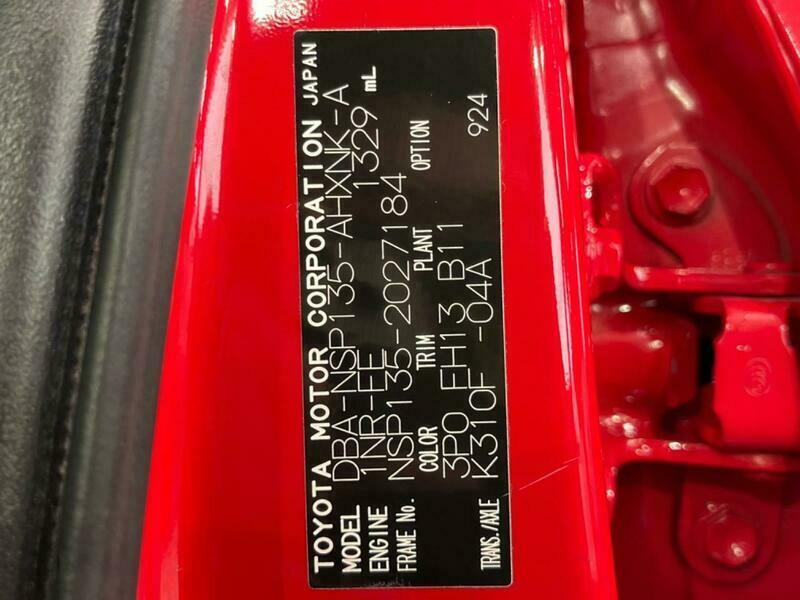 TOYOTA MOTOR CORPORATION JAPAN
MODEL DBA-NSP135-AHXNK-A
ENGINE 1NR-FE 1329 mL
FRAME No. NSP135-2027184
COLOR TRIM PLANT OPTION
3P0 FH13 B11
TRANS./AXLE K310F -04A 924